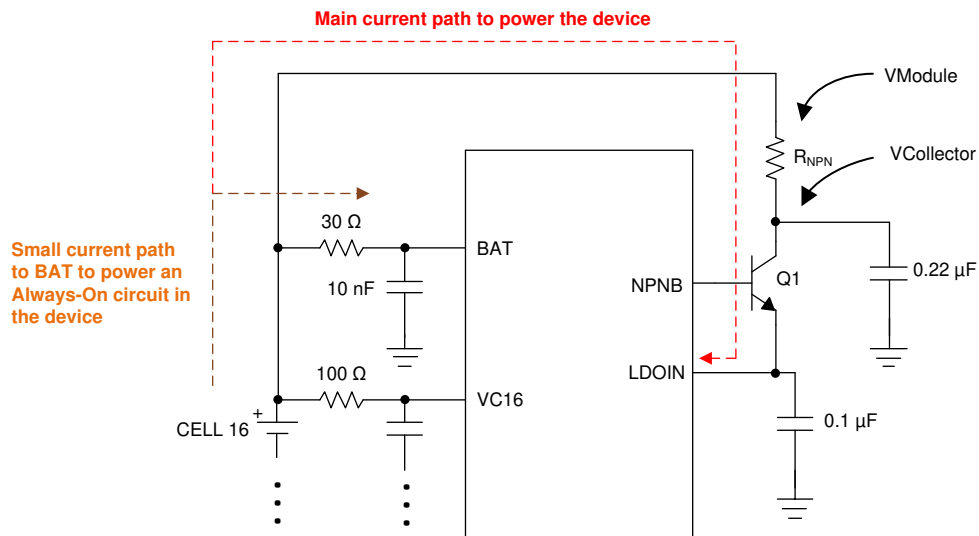 Main current path to power the device
VModule
R_NPN
VCollector
30 Ω
BAT
Small current path
to BAT to power an
Always-On circuit in
the device
10 nF
NPNB
Q1
0.22 µF
LDOIN
100 Ω
VC16
+
CELL 16
0.1 µF